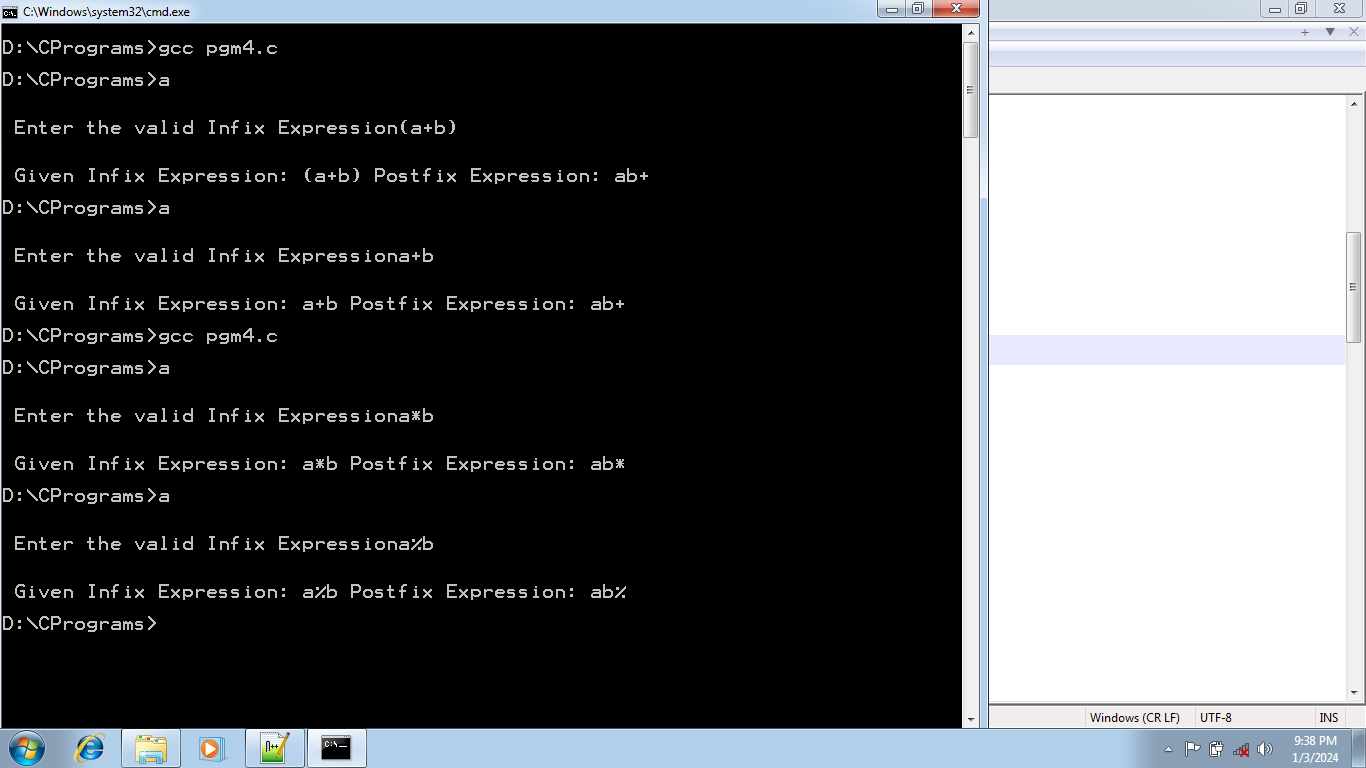 C:\Windows\system32\cmd.exe
D:\CPrograms>gcc pgm4.c
D:\CPrograms>a
Enter the valid Infix Expression(a+b)
Given Infix Expression: (a+b) Postfix Expression: ab+
D:\CPrograms>a
Enter the valid Infix Expressiona+b
Given Infix Expression: a+b Postfix Expression: ab+
D:\CPrograms>gcc pgm4.c
D:\CPrograms>a
Enter the valid Infix Expressiona*b
Given Infix Expression: a*b Postfix Expression: ab*
D:\CPrograms>a
Enter the valid Infix Expressiona%b
Given Infix Expression: a%b Postfix Expression: ab%
D:\CPrograms>
Windows (CR LF) UTF-8 INS
9:38 PM
1/3/2024